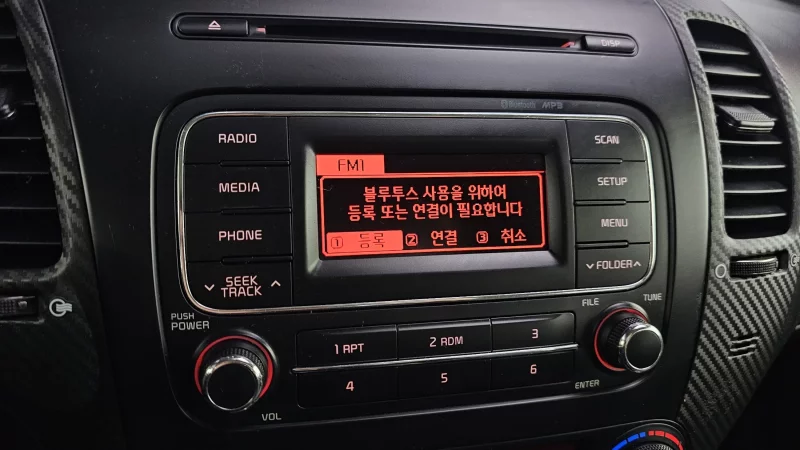 DISP
Bluetooth MP3
RADIO
MEDIA
PHONE
SEEK
TRACK
FM1
블루투스 사용을 위하여
등록 또는 연결이 필요합니다
① 등록 ② 연결 ③ 취소
SCAN
SETUP
MENU
FOLDER
PUSH
POWER
VOL
1 RPT
2 RDM
3
4
5
6
FILE
TUNE
ENTER